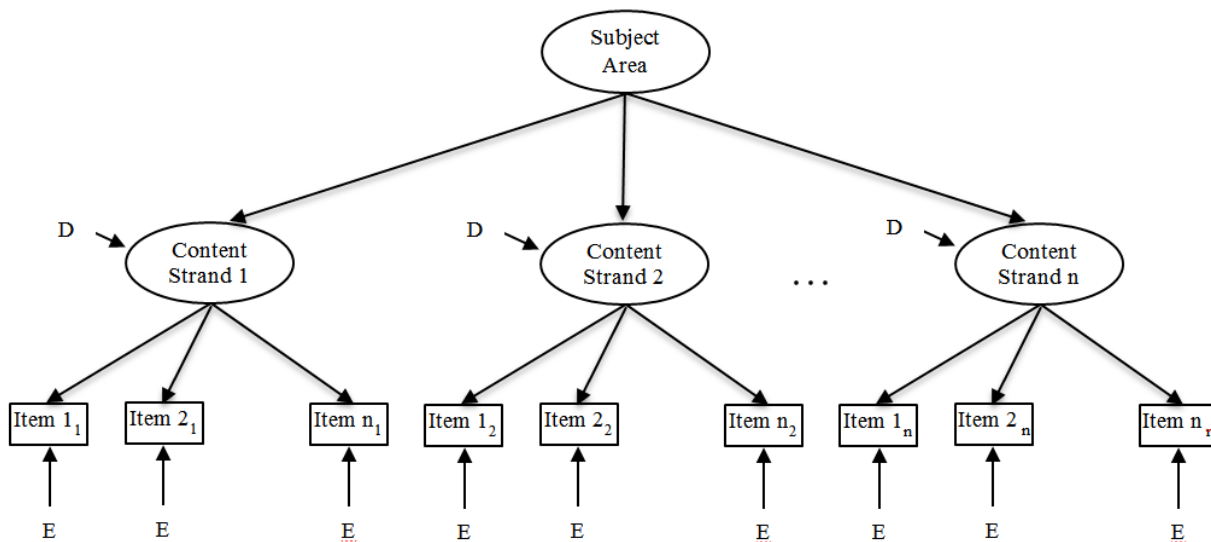 Subject
Area
D
Content
Strand 1
D
Content
Strand 2
...
D
Content
Strand n
Item 1₁
Item 2₁
Item n₁
Item 1₂
Item 2₂
Item n₂
Item 1ₙ
Item 2ₙ
Item nₙ
E
E
E
E
E
E
E
E
E